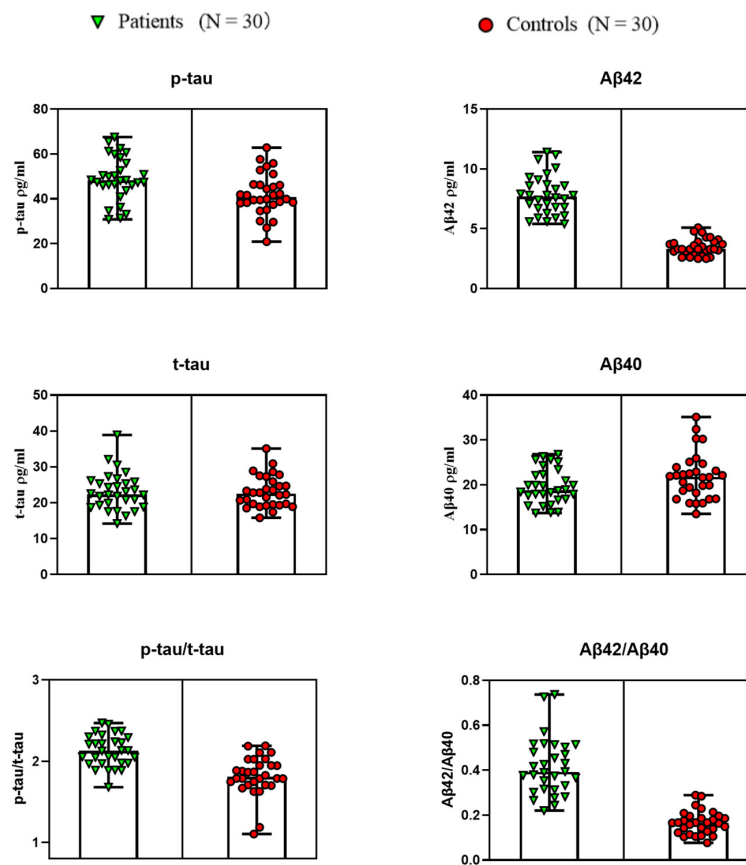 Patients (N = 30)
Controls (N = 30)
p-tau
80
60
40
20
0
p-tau ρg/ml
Aβ42
15
10
5
0
Aβ42 ρg/ml
t-tau
50
40
30
20
10
0
t-tau ρg/ml
Aβ40
40
30
20
10
0
Aβ40 ρg/ml
p-tau/t-tau
3
2
1
p-tau/t-tau
Aβ42/Aβ40
0.8
0.6
0.4
0.2
0.0
Aβ42/Aβ40